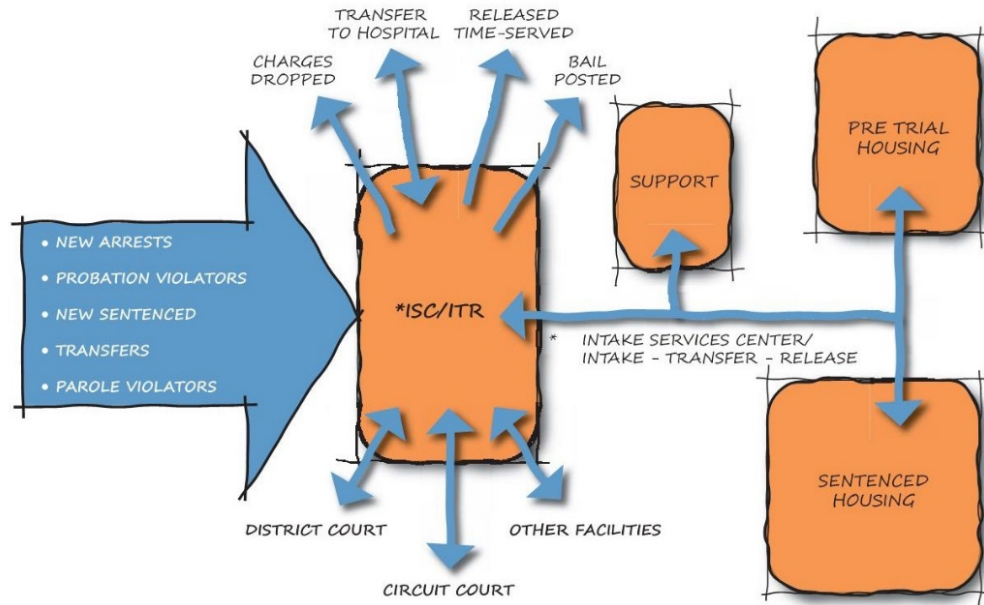 TRANSFER
TO HOSPITAL
RELEASED
TIME-SERVED
CHARGES
DROPPED
BAIL
POSTED
PRE TRIAL
HOUSING
SUPPORT
• NEW ARRESTS
• PROBATION VIOLATORS
• NEW SENTENCED
• TRANSFERS
• PAROLE VIOLATORS
*ISC/ITR
* INTAKE SERVICES CENTER/
INTAKE - TRANSFER - RELEASE
SENTENCED
HOUSING
DISTRICT COURT
OTHER FACILITIES
CIRCUIT COURT